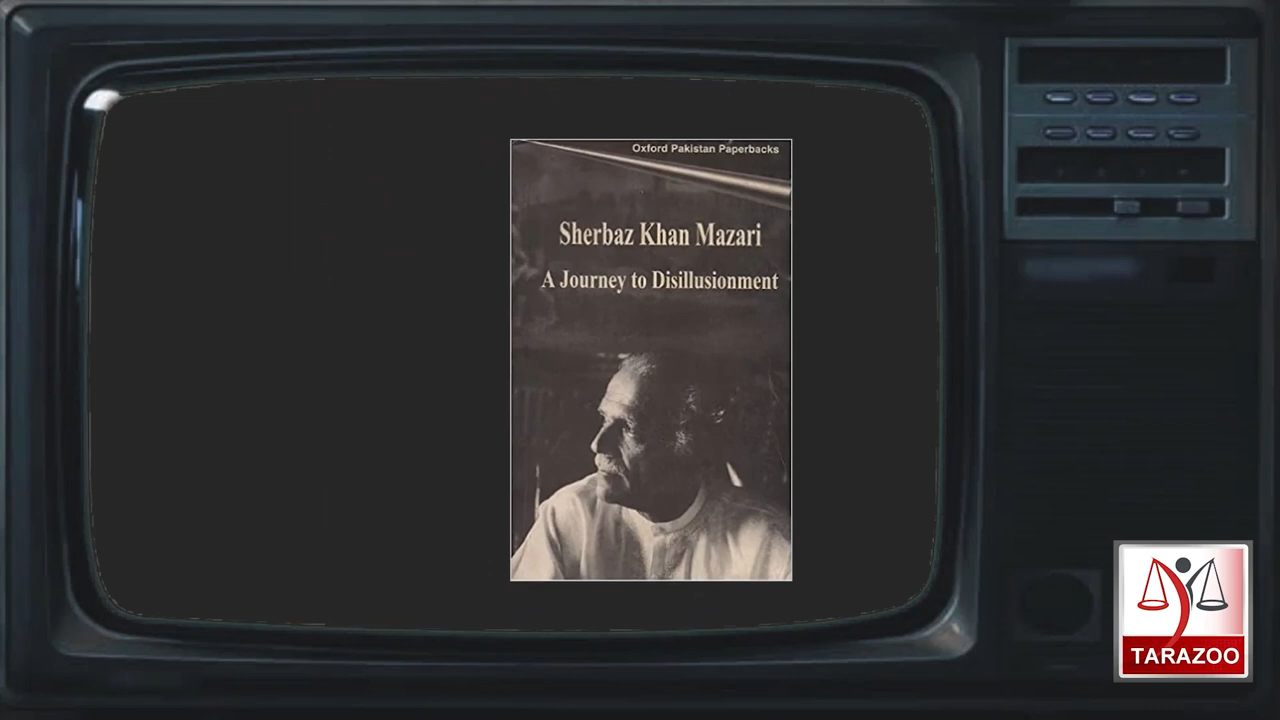 Oxford Pakistan Paperbacks
Sherbaz Khan Mazari
A Journey to Disillusionment
TARAZOO